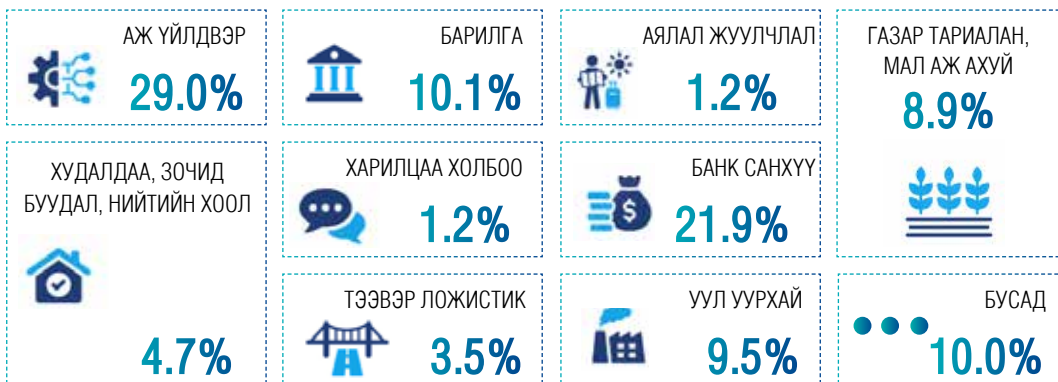 АЖ ҮЙЛДВЭР
29.0%
БАРИЛГА
10.1%
АЯЛАЛ ЖУУЛЧЛАЛ
1.2%
ГАЗАР ТАРИАЛАН,
МАЛ АЖ АХУЙ
8.9%
ХУДАЛДАА, ЗОЧИД
БУУДАЛ, НИЙТИЙН ХООЛ
4.7%
ХАРИЛЦАА ХОЛБОО
1.2%
БАНК САНХҮҮ
21.9%
ТЭЭВЭР ЛОЖИСТИК
3.5%
УУЛ УУРХАЙ
9.5%
БУСАД
10.0%